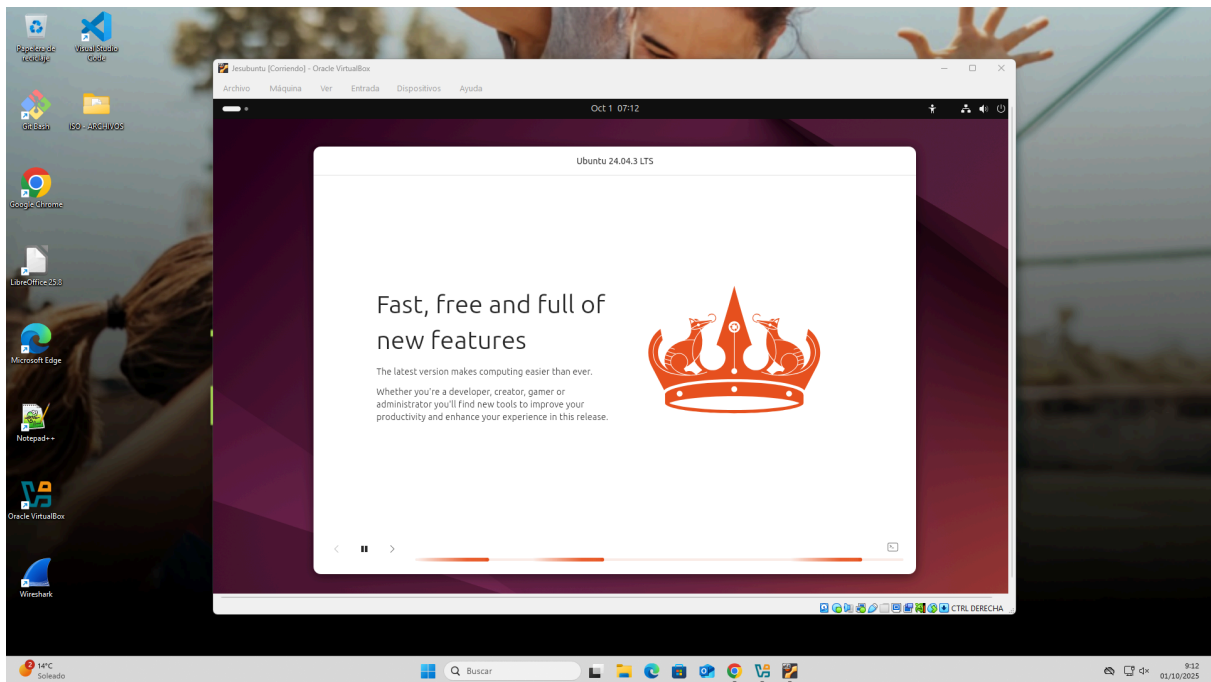 Papelera de
reciclaje
Visual Studio
Code
Git Bash
ISO - ARCHIVOS
Google Chrome
LibreOffice 25.8
Microsoft Edge
Notepad++
Oracle VirtualBox
Wireshark
Jesubuntu [Corriendo] - Oracle VirtualBox
Archivo Máquina Ver Entrada Dispositivos Ayuda
Oct 1 07:12
Ubuntu 24.04.3 LTS
Fast, free and full of
new features
The latest version makes computing easier than ever.
Whether you're a developer, creator, gamer or
administrator you'll find new tools to improve your
productivity and enhance your experience in this release.
CTRL DERECHA
2
14°C
Soleado
Buscar
9:12
01/10/2025